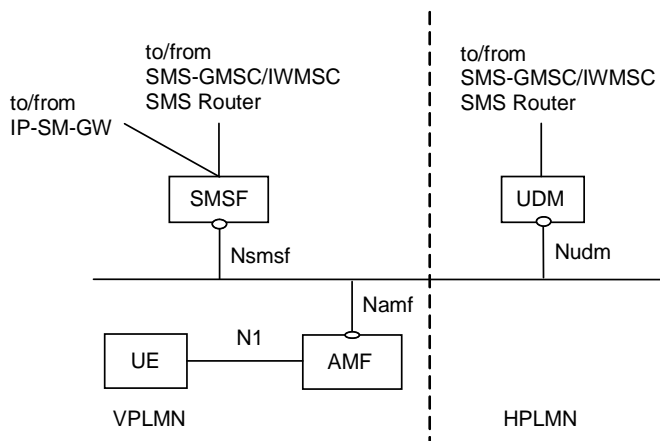 to/from
SMS-GMSC/IWMSC
SMS Router
to/from
SMS-GMSC/IWMSC
SMS Router
to/from
IP-SM-GW
SMSF
UDM
Nsmsf
Nudm
Namf
N1
UE
AMF
VPLMN
HPLMN